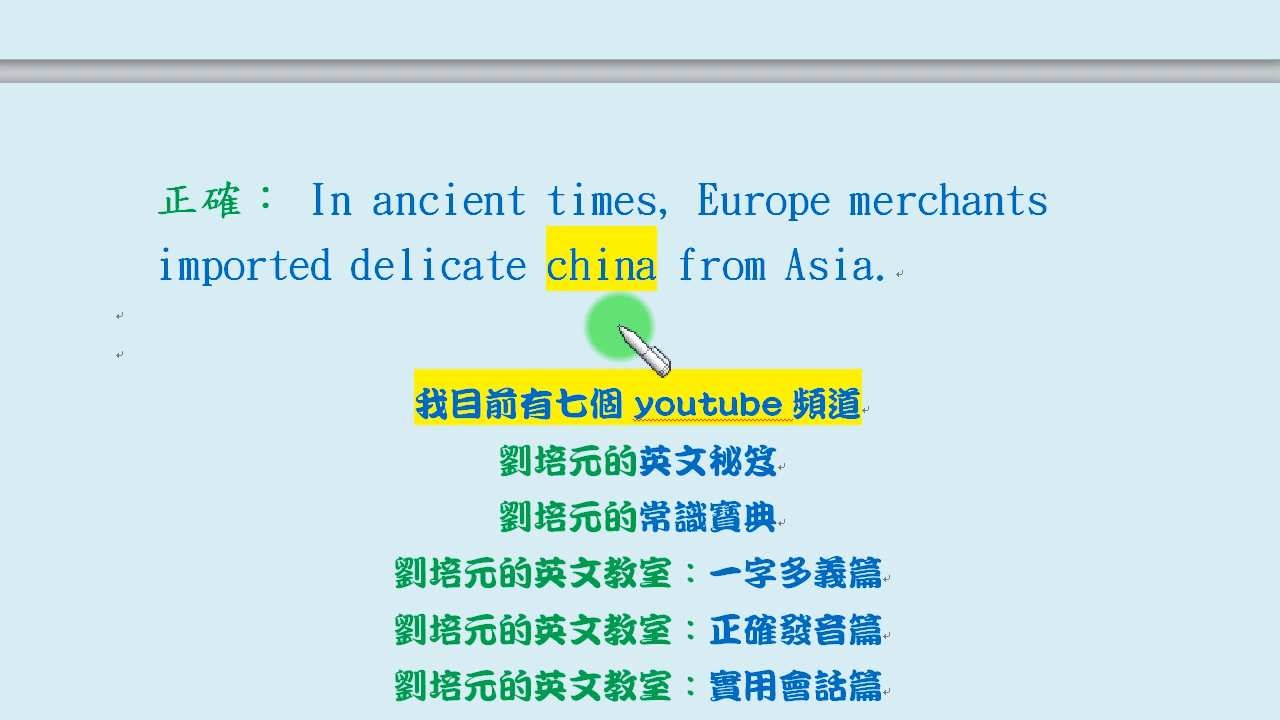 正確： In ancient times, Europe merchants
imported delicate china from Asia.
我目前有七個 youtube 頻道
劉培元的英文秘笈
劉培元的常識寶典
劉培元的英文教室：一字多義篇
劉培元的英文教室：正確發音篇
劉培元的英文教室：實用會話篇